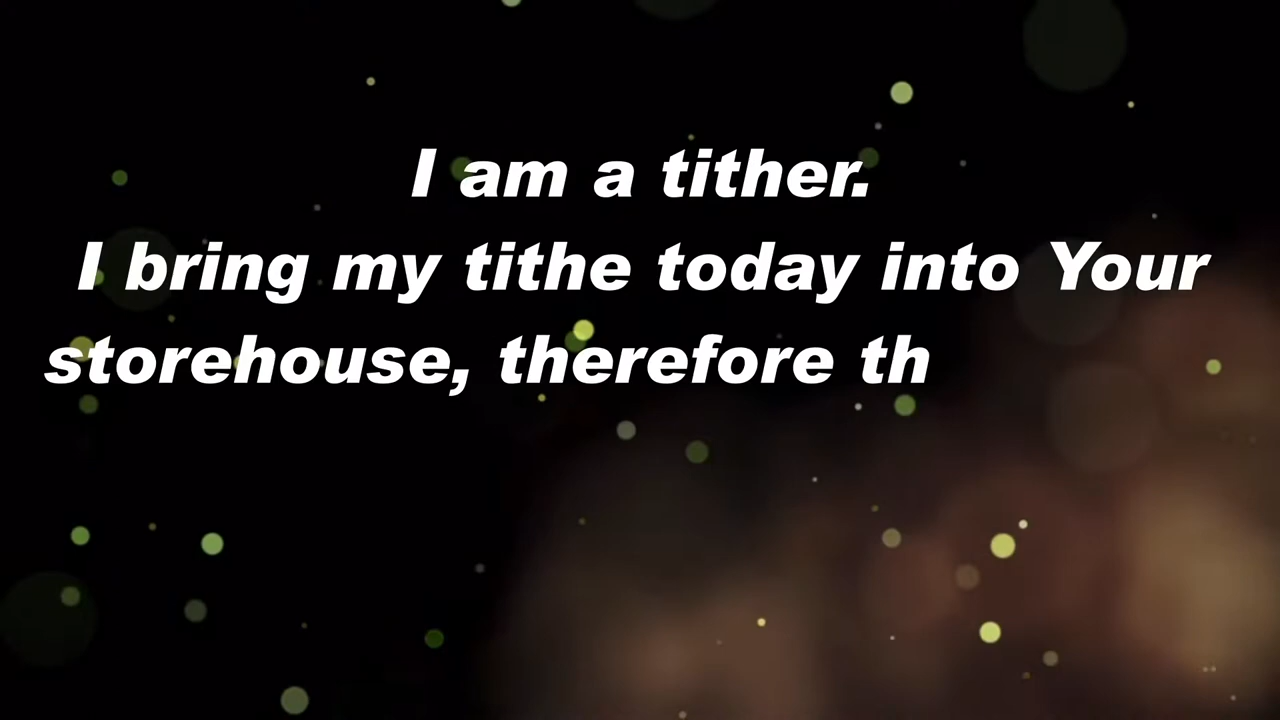 I am a tither.
I bring my tithe today into Your
storehouse, therefore th